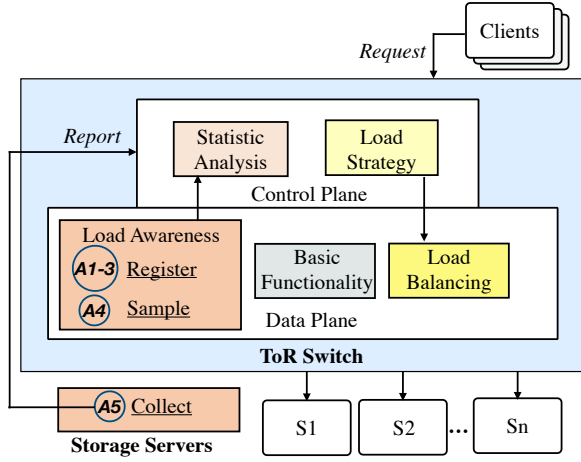 Clients
Request
Report
Statistic
Analysis
Load
Strategy
Control Plane
Load Awareness
A1-3 Register
A4 Sample
Basic
Functionality
Load
Balancing
Data Plane
ToR Switch
A5 Collect
Storage Servers
S1
S2
...
Sn